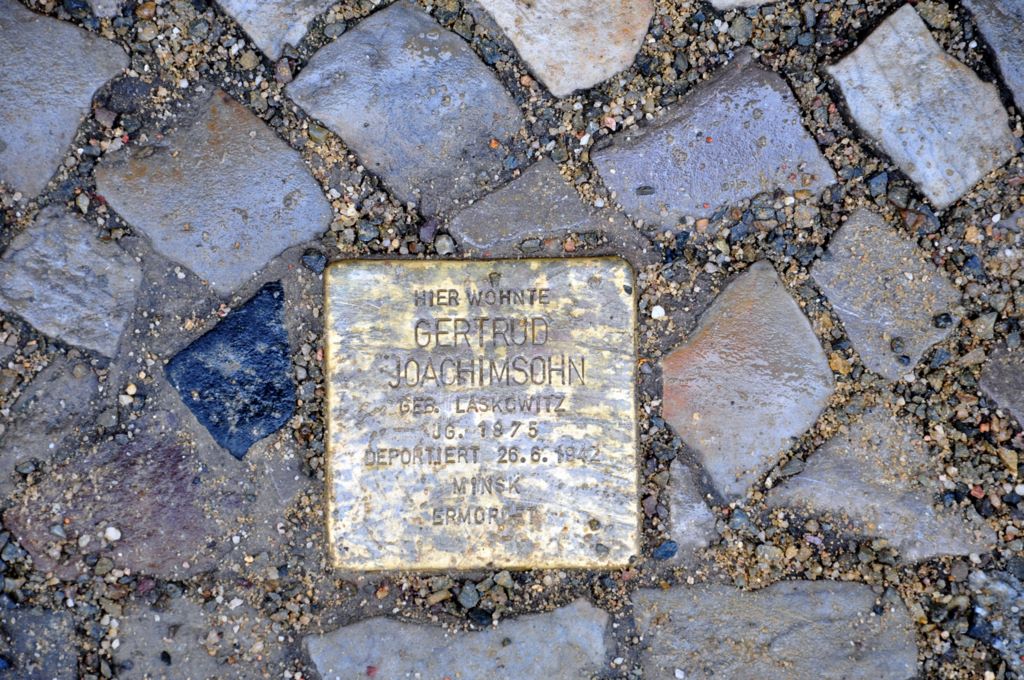 HIER WOHNTE
GERTRUD
JOACHIMSOHN
GEB. LASKOWITZ
JG. 1875
DEPORTIERT 26.6.1942
MINSK
ERMORDET